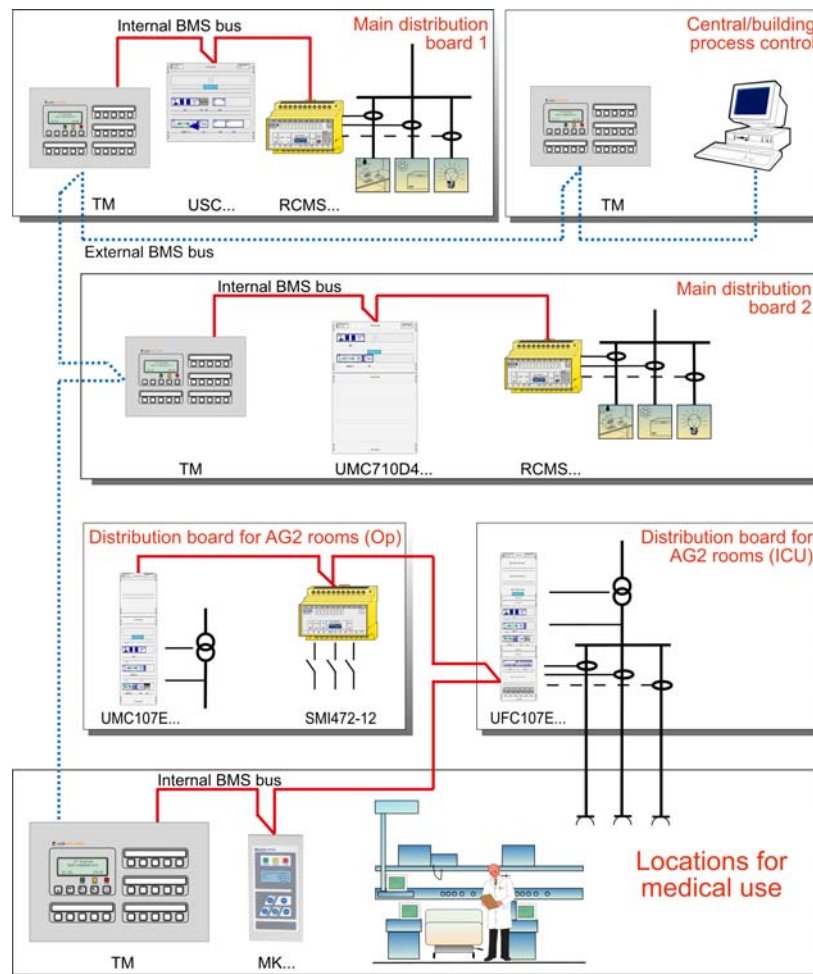 Internal BMS bus
Main distribution
board 1
Central/building
process control
TM
USC...
RCMS...
TM
External BMS bus
Internal BMS bus
Main distribution
board 2
TM
UMC710D4...
RCMS...
Distribution board for AG2 rooms (Op)
Distribution board for
AG2 rooms (ICU)
UMC107E...
SMI472-12
UFC107E...
Internal BMS bus
Locations for
medical use
TM
MK...